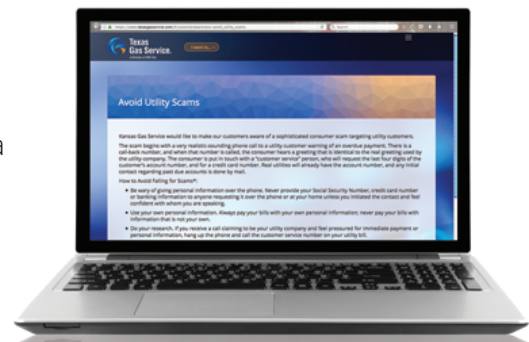 Texas
Gas Service.
I want to...
Avoid Utility Scams
Kansas Gas Service would like to make our customers aware of a sophisticated consumer scam targeting utility customers.
The scam begins with a very realistic-sounding phone call to a utility customer warning of an overdue payment. There is a
call-back number, and when that number is called, the consumer hears a greeting that is identical to the real greeting used by
the utility company. The consumer is put in touch with a "customer service" person, who will request the last four digits of the
customer's account number, and for a credit card number. Real utilities will already have the account number, and any initial
contact regarding past due accounts is done by mail.
How to Avoid Falling for Scams*:
Be wary of giving personal information over the phone. Never provide your Social Security Number, credit card number
or banking information to anyone requesting it over the phone or at your home unless you initiated the contact and feel
confident with whom you are speaking.
Use your own personal information. Always pay your bills with your own personal information; never pay your bills with
information that is not your own.
Do your research. If you receive a call claiming to be your utility company and feel pressured for immediate payment or
personal information, hang up the phone and call the customer service number on your utility bill.
a